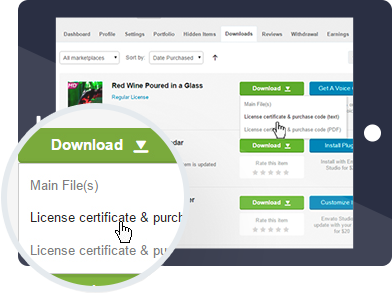 Dashboard Profile Settings Portfolio Hidden Items Downloads Reviews Withdrawal Earnings
All marketplaces Sort by: Date Purchased
HD
Red Wine Poured in a Glass
Regular License
Download
Get A Voice
Main File(s)
License certificate & purchase code (text)
License certificate & purchase code (PDF)
Download
Install Plug
Rate this item
Install with En
Studio for $
item is updated
Download
Customize
Rate this item
Envato Studio
update with your
for $20
Download
Main File(s)
License certificate & purch
License certificate & pu